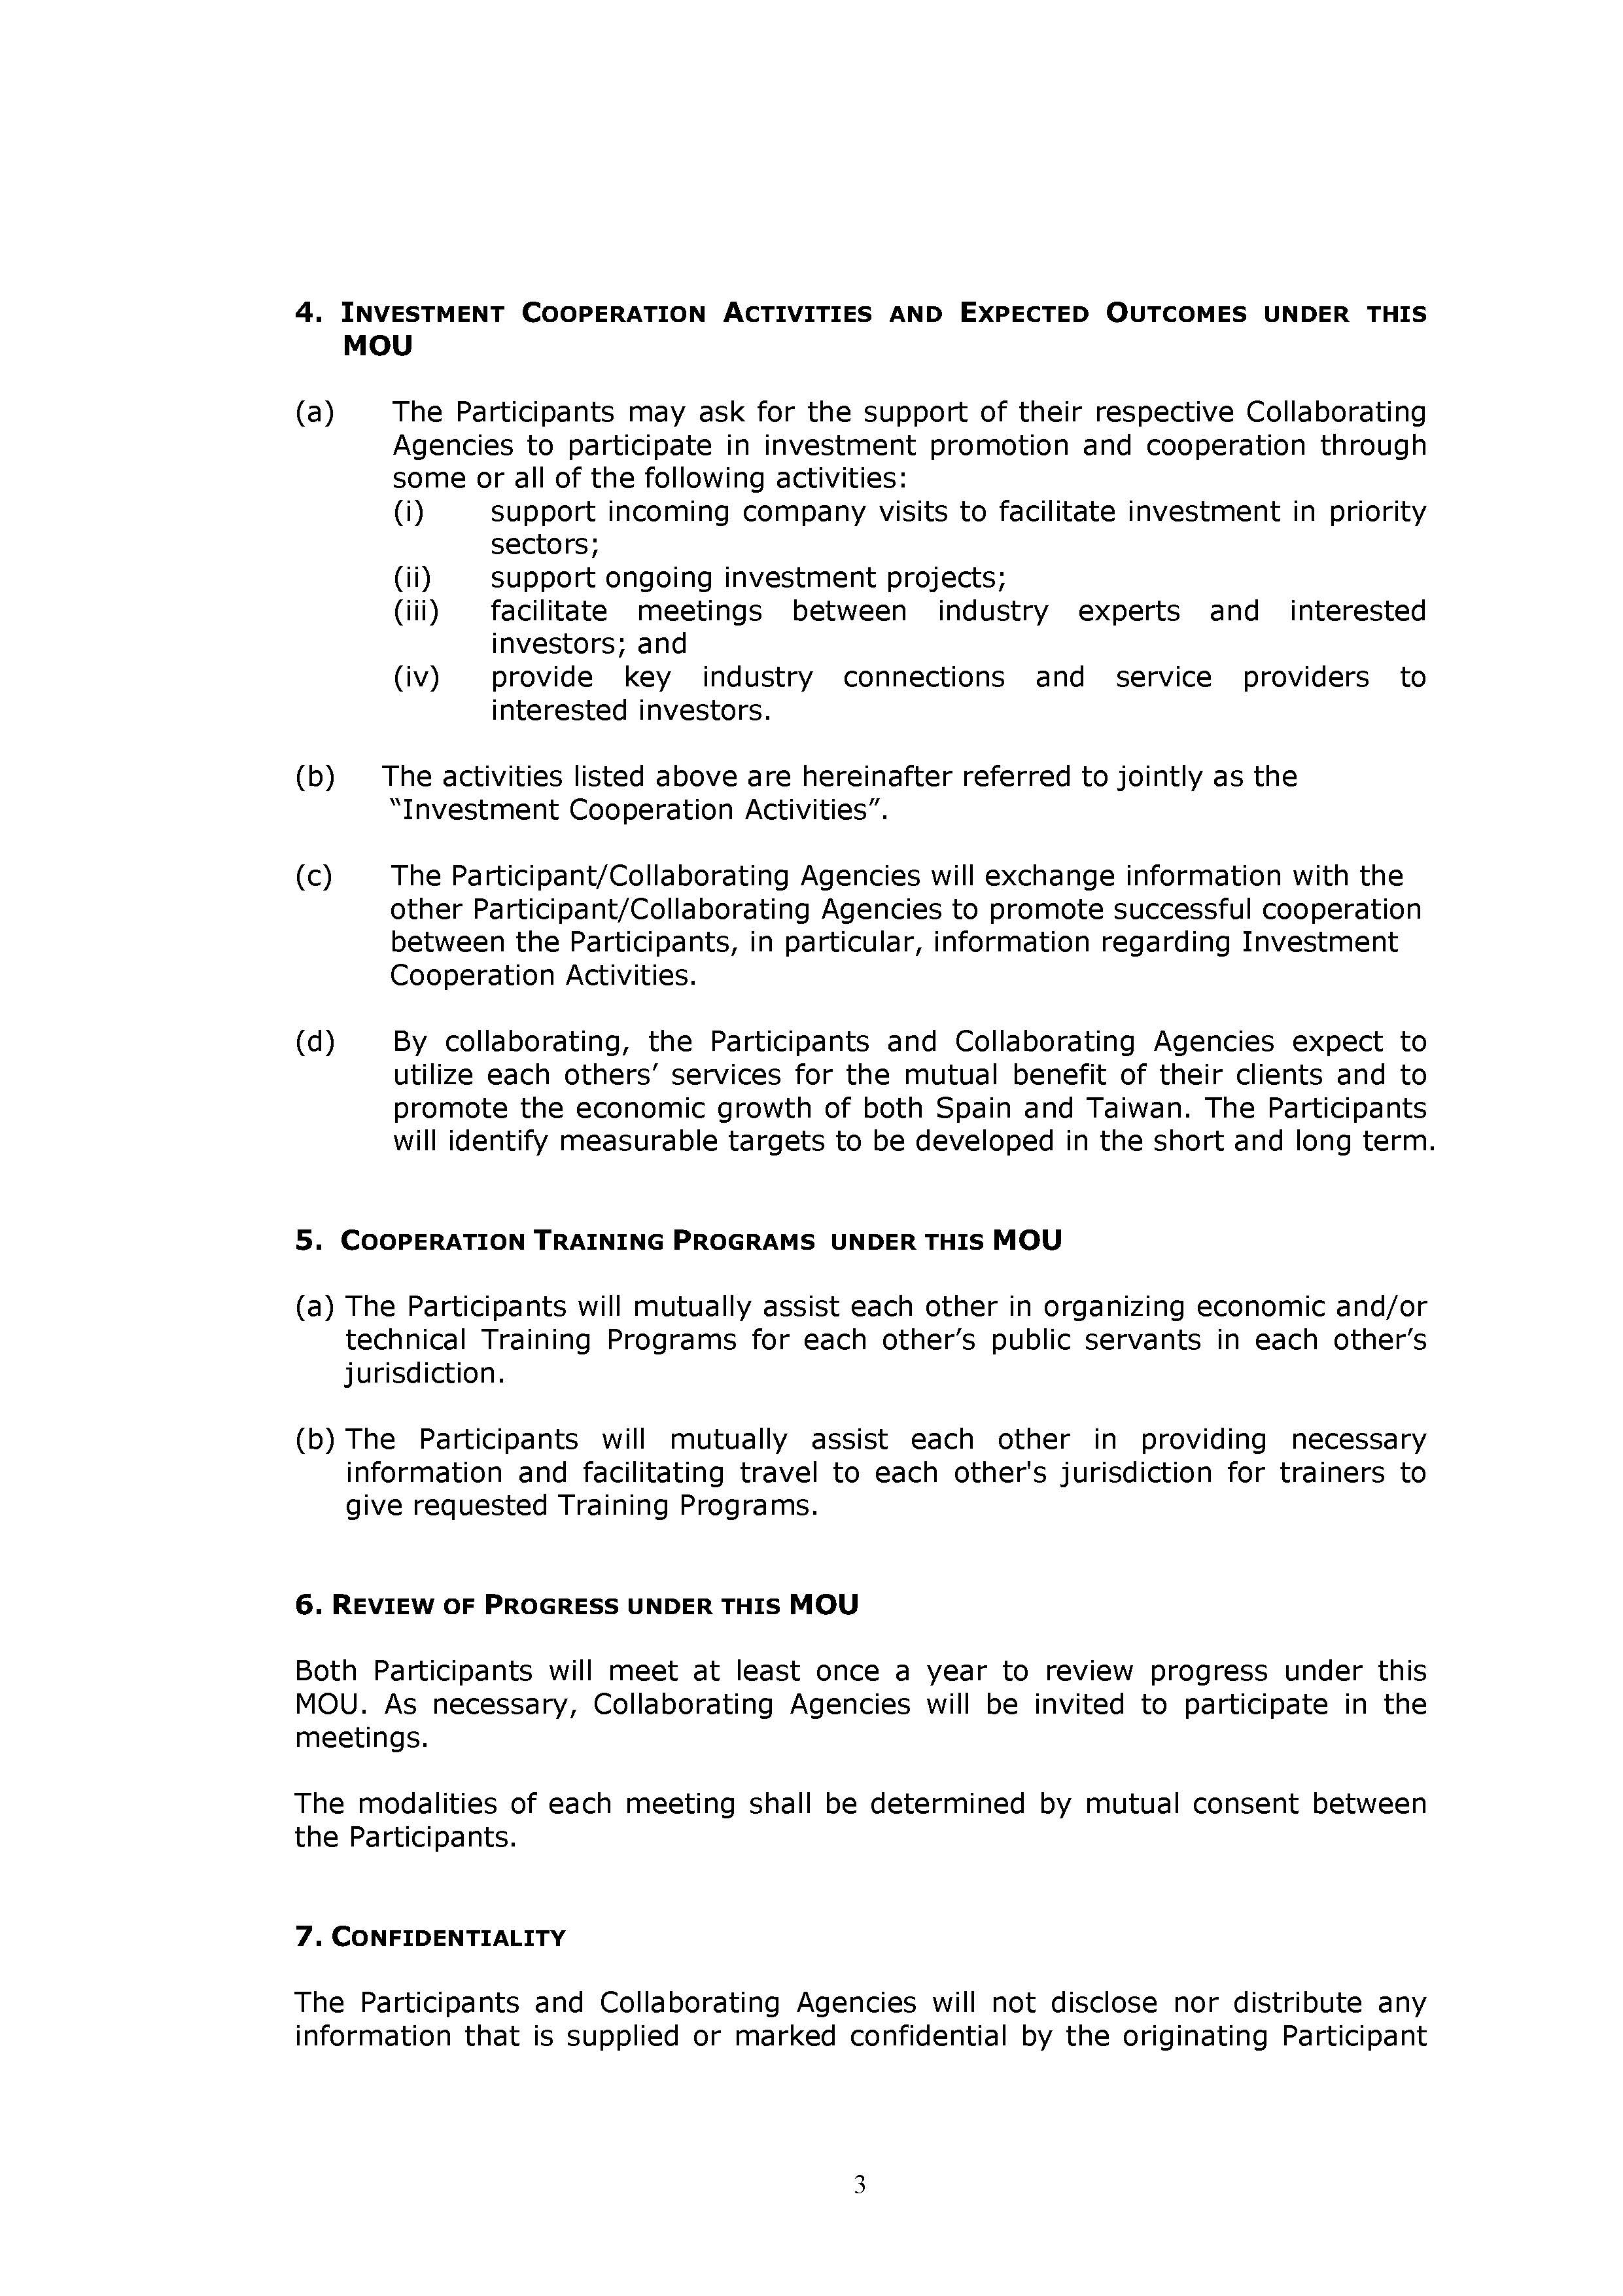 4. INVESTMENT COOPERATION ACTIVITIES AND EXPECTED OUTCOMES UNDER THIS
MOU
(a) The Participants may ask for the support of their respective Collaborating
Agencies to participate in investment promotion and cooperation through
some or all of the following activities:
(i) support incoming company visits to facilitate investment in priority
sectors;
(ii) support ongoing investment projects;
(iii) facilitate meetings between industry experts and interested
investors; and
(iv) provide key industry connections and service providers to
interested investors.
(b) The activities listed above are hereinafter referred to jointly as the
“Investment Cooperation Activities”.
(c) The Participant/Collaborating Agencies will exchange information with the
other Participant/Collaborating Agencies to promote successful cooperation
between the Participants, in particular, information regarding Investment
Cooperation Activities.
(d) By collaborating, the Participants and Collaborating Agencies expect to
utilize each others’ services for the mutual benefit of their clients and to
promote the economic growth of both Spain and Taiwan. The Participants
will identify measurable targets to be developed in the short and long term.
5. COOPERATION TRAINING PROGRAMS UNDER THIS MOU
(a) The Participants will mutually assist each other in organizing economic and/or
technical Training Programs for each other’s public servants in each other’s
jurisdiction.
(b) The Participants will mutually assist each other in providing necessary
information and facilitating travel to each other's jurisdiction for trainers to
give requested Training Programs.
6. REVIEW OF PROGRESS UNDER THIS MOU
Both Participants will meet at least once a year to review progress under this
MOU. As necessary, Collaborating Agencies will be invited to participate in the
meetings.
The modalities of each meeting shall be determined by mutual consent between
the Participants.
7. CONFIDENTIALITY
The Participants and Collaborating Agencies will not disclose nor distribute any
information that is supplied or marked confidential by the originating Participant
3